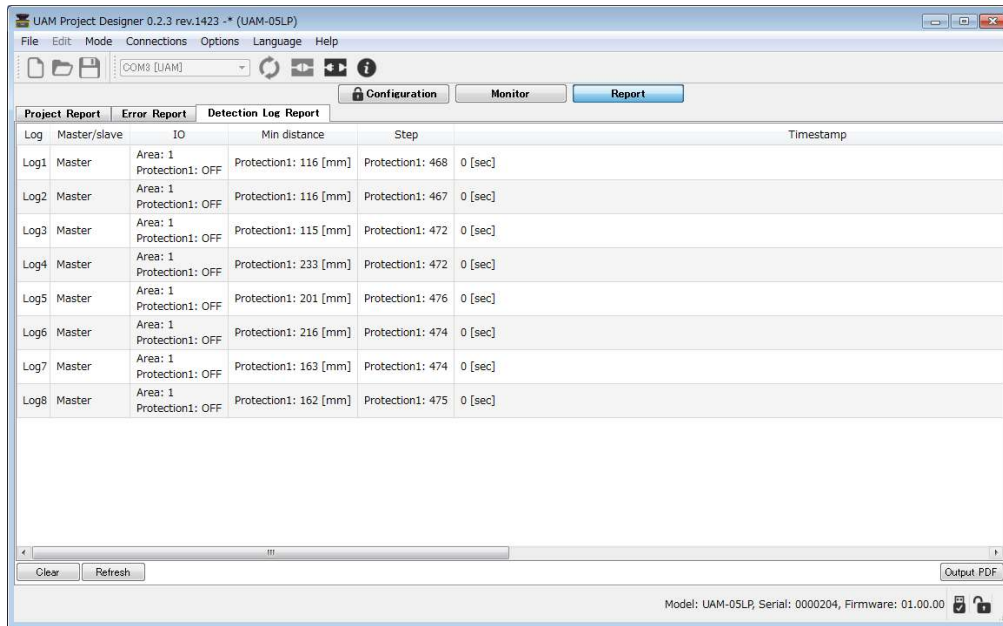 UAM Project Designer 0.2.3 rev.1423 -* (UAM-05LP)
File Edit Mode Connections Options Language Help
COM3 [UAM]
Configuration Monitor Report
Project Report Error Report Detection Log Report
Log Master/slave IO Min distance Step Timestamp
Log1 Master Area: 1 Protection1: OFF Protection1: 116 [mm] Protection1: 468 0 [sec]
Log2 Master Area: 1 Protection1: OFF Protection1: 116 [mm] Protection1: 467 0 [sec]
Log3 Master Area: 1 Protection1: OFF Protection1: 115 [mm] Protection1: 472 0 [sec]
Log4 Master Area: 1 Protection1: OFF Protection1: 233 [mm] Protection1: 472 0 [sec]
Log5 Master Area: 1 Protection1: OFF Protection1: 201 [mm] Protection1: 476 0 [sec]
Log6 Master Area: 1 Protection1: OFF Protection1: 216 [mm] Protection1: 474 0 [sec]
Log7 Master Area: 1 Protection1: OFF Protection1: 163 [mm] Protection1: 474 0 [sec]
Log8 Master Area: 1 Protection1: OFF Protection1: 162 [mm] Protection1: 475 0 [sec]
Clear Refresh Output PDF
Model: UAM-05LP, Serial: 0000204, Firmware: 01.00.00